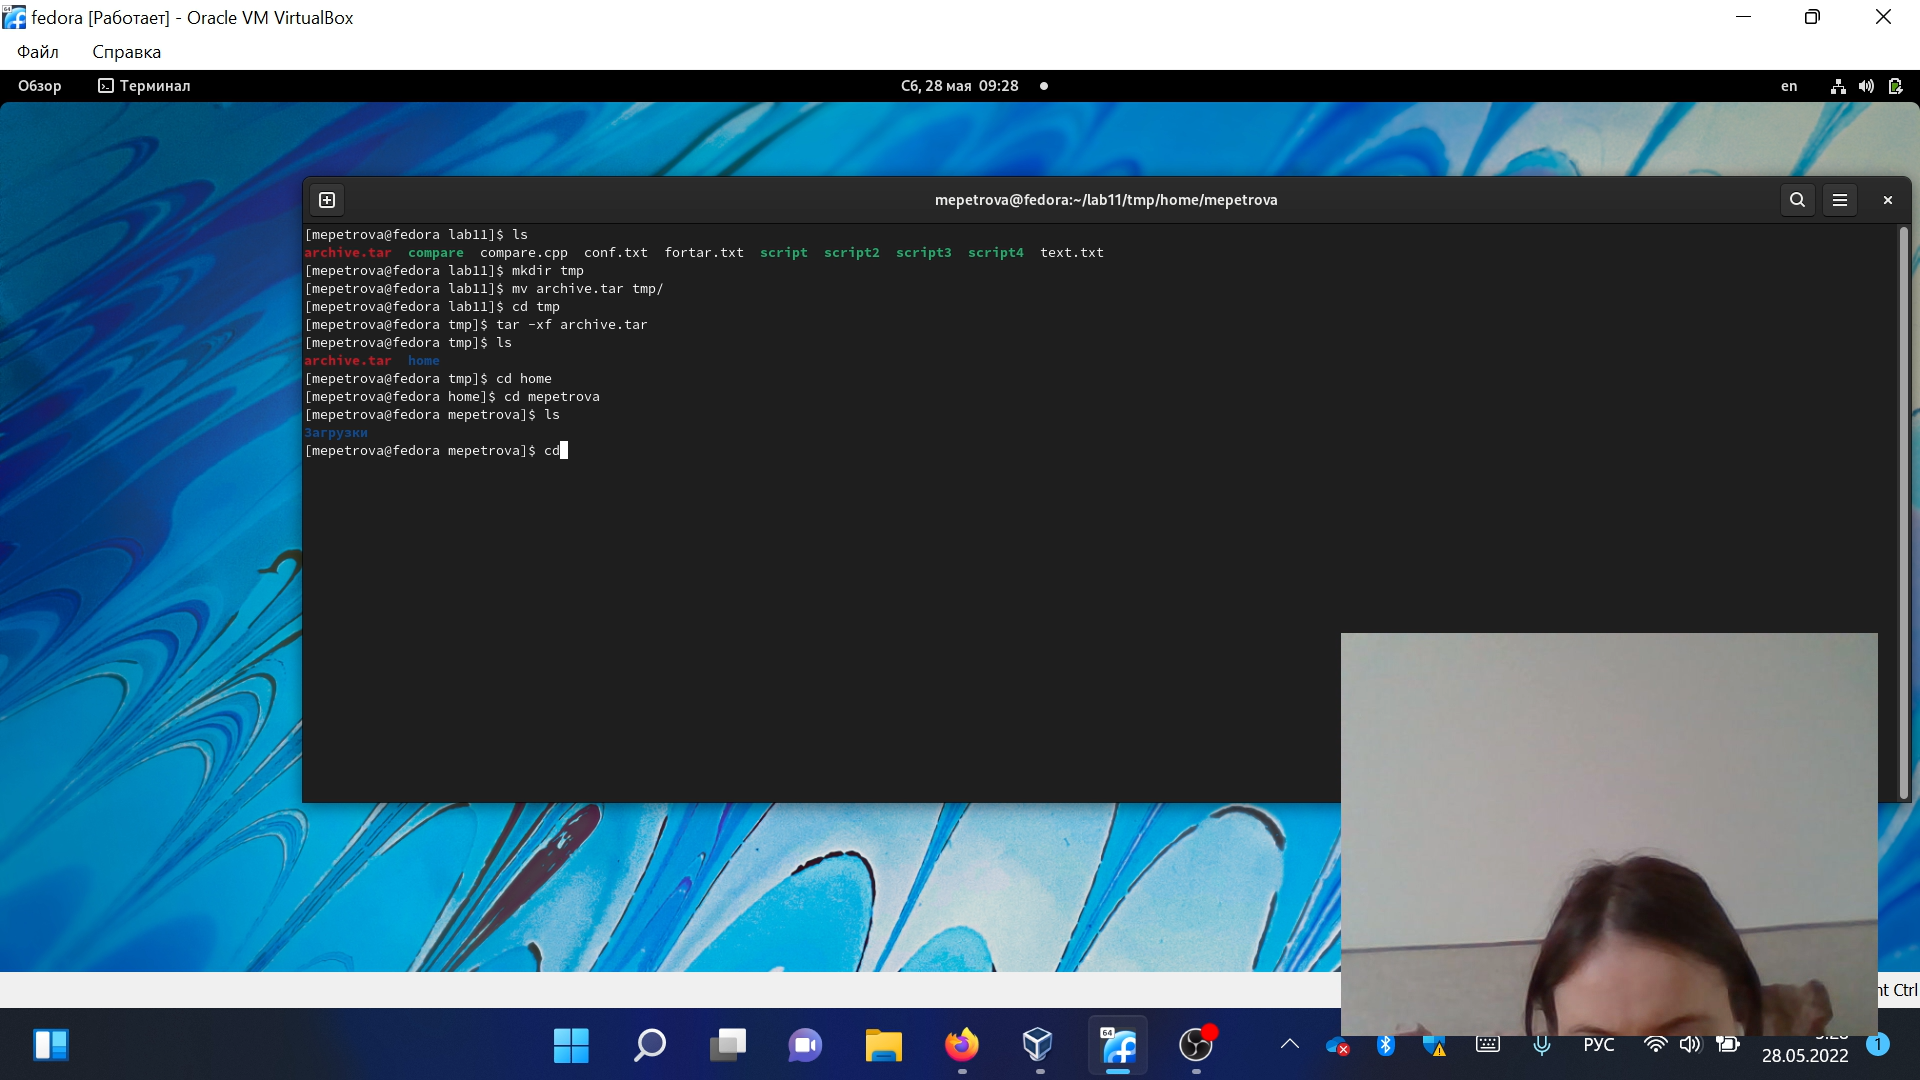 fedora [Работает] - Oracle VM VirtualBox
Файл Справка
Обзор Терминал Сб, 28 мая 09:28 en
mepetrova@fedora:~/lab11/tmp/home/mepetrova
[mepetrova@fedora lab11]$ ls
archive.tar compare compare.cpp conf.txt fortar.txt script script2 script3 script4 text.txt
[mepetrova@fedora lab11]$ mkdir tmp
[mepetrova@fedora lab11]$ mv archive.tar tmp/
[mepetrova@fedora lab11]$ cd tmp
[mepetrova@fedora tmp]$ tar -xf archive.tar
[mepetrova@fedora tmp]$ ls
archive.tar home
[mepetrova@fedora tmp]$ cd home
[mepetrova@fedora home]$ cd mepetrova
[mepetrova@fedora mepetrova]$ ls
Загрузки
[mepetrova@fedora mepetrova]$ cd
Ctrl
64
РУС
28.05.2022
1